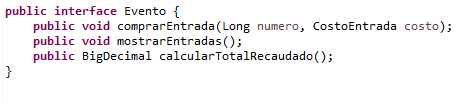 public interface Evento {
public void comprarEntrada(Long numero, CostoEntrada costo);
public void mostrarEntradas();
public BigDecimal calcularTotalRecaudado();
}